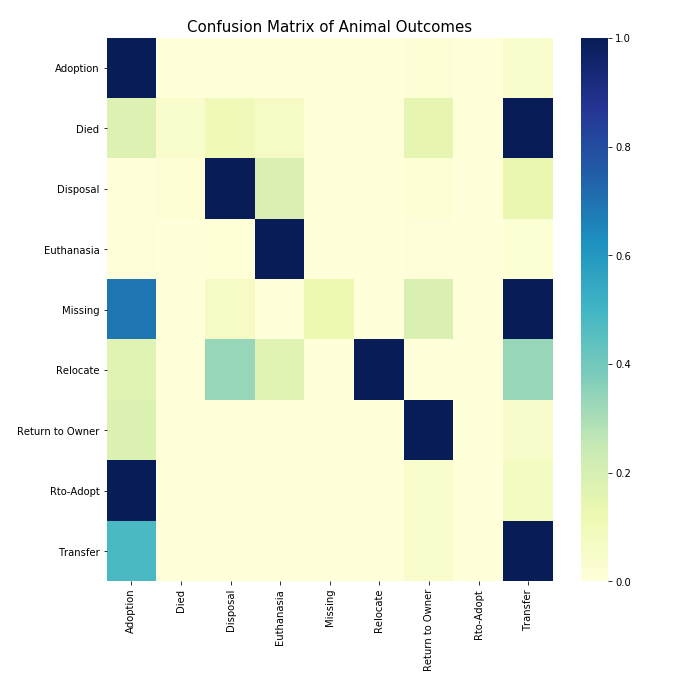 Confusion Matrix of Animal Outcomes
Adoption
Died
Disposal
Euthanasia
Missing
Relocate
Return to Owner
Rto-Adopt
Transfer
Adoption
Died
Disposal
Euthanasia
Missing
Relocate
Return to Owner
Rto-Adopt
Transfer
1.0
0.8
0.6
0.4
0.2
0.0